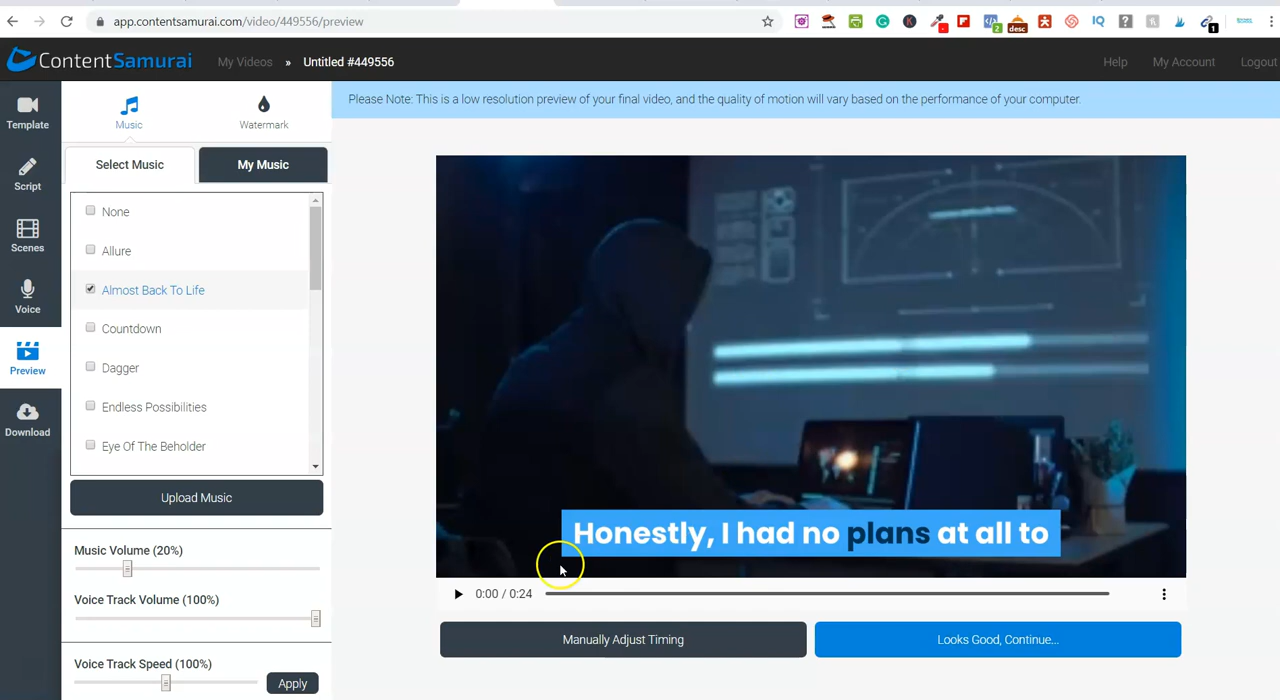 app.contentsamurai.com/video/449556/preview
2
desc
IQ
?
1
ContentSamurai
My Videos » Untitled #449556
Help
My Account
Logout
Template
Script
Scenes
Voice
Preview
Download
Music
Watermark
Select Music
My Music
None
Allure
Almost Back To Life
Countdown
Dagger
Endless Possibilities
Eye Of The Beholder
Upload Music
Music Volume (20%)
Voice Track Volume (100%)
Voice Track Speed (100%)
Apply
Please Note: This is a low resolution preview of your final video, and the quality of motion will vary based on the performance of your computer.
Honestly, I had no plans at all to
0:00 / 0:24
Manually Adjust Timing
Looks Good, Continue...